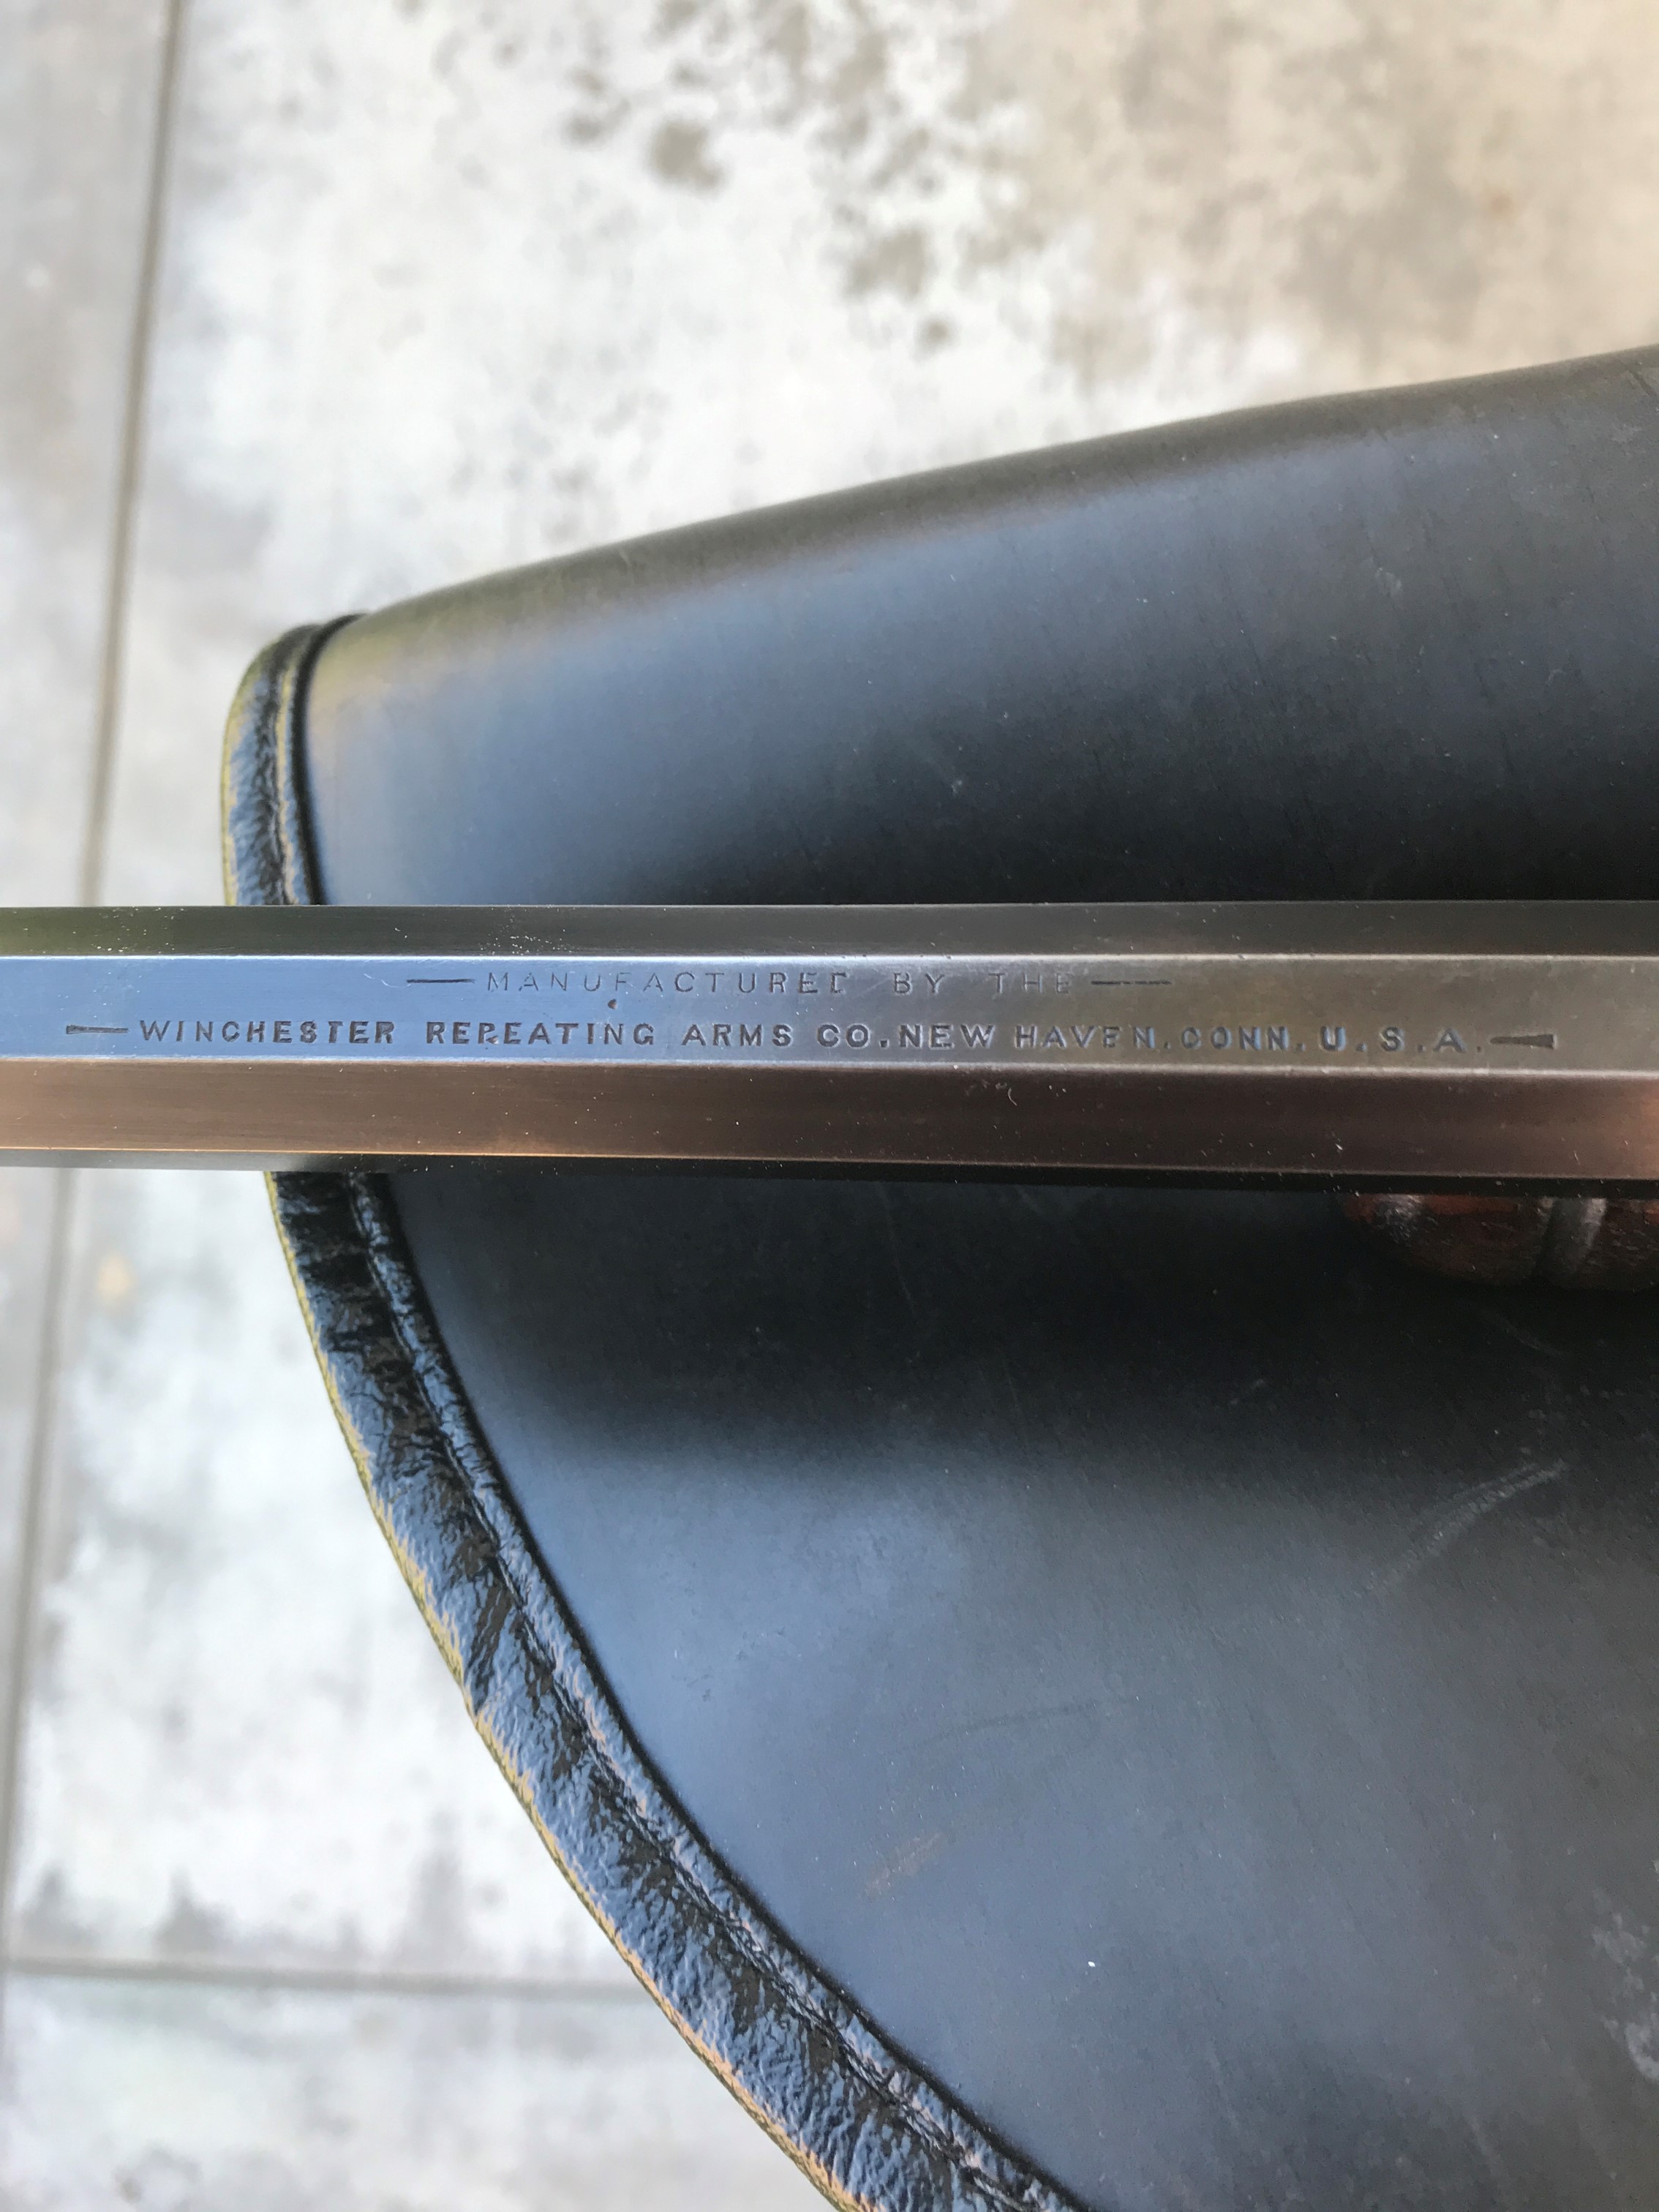 — MANUFACTURED BY THE —
— WINCHESTER REPEATING ARMS CO. NEW HAVEN. CONN. U.S.A. —